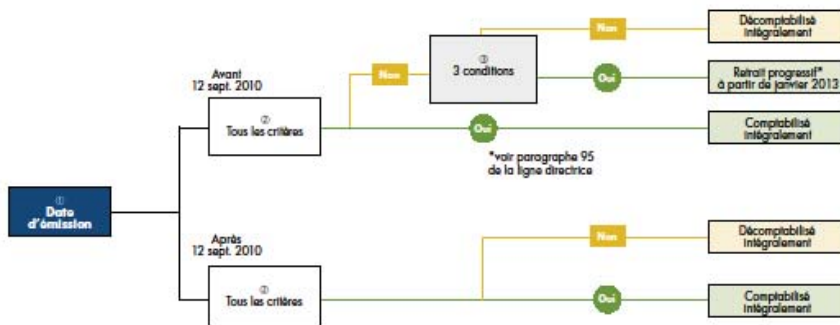 Non
Décomptabilisé
intégralement
③
3 conditions
Non
Oui
Retrait progressif*
à partir de janvier 2013
Avant
12 sept. 2010
②
Tous les critères
Oui
Comptabilisé
intégralement
*voir paragraphe 95
de la ligne directrice
①
Date
d'émission
Après
12 sept. 2010
②
Tous les critères
Non
Décomptabilisé
intégralement
Oui
Comptabilisé
intégralement